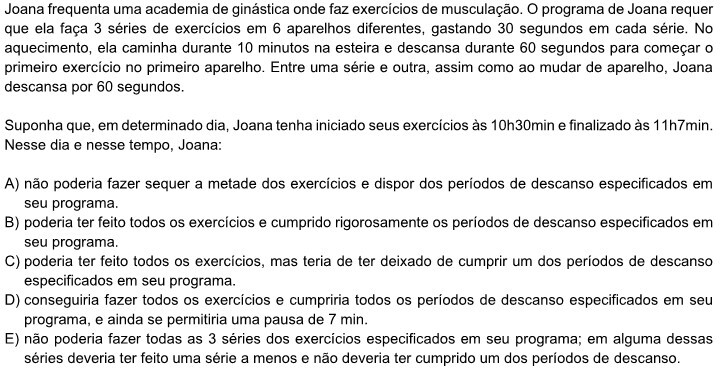 Joana frequenta uma academia de ginástica onde faz exercícios de musculação. O programa de Joana requer
que ela faça 3 séries de exercícios em 6 aparelhos diferentes, gastando 30 segundos em cada série. No
aquecimento, ela caminha durante 10 minutos na esteira e descansa durante 60 segundos para começar o
primeiro exercício no primeiro aparelho. Entre uma série e outra, assim como ao mudar de aparelho, Joana
descansa por 60 segundos.
Suponha que, em determinado dia, Joana tenha iniciado seus exercícios às 10h30min e finalizado às 11h7min.
Nesse dia e nesse tempo, Joana:
A) não poderia fazer sequer a metade dos exercícios e dispor dos períodos de descanso especificados em
seu programa.
B) poderia ter feito todos os exercícios e cumprido rigorosamente os períodos de descanso especificados em
seu programa.
C) poderia ter feito todos os exercícios, mas teria de ter deixado de cumprir um dos períodos de descanso
especificados em seu programa.
D) conseguiria fazer todos os exercícios e cumpriria todos os períodos de descanso especificados em seu
programa, e ainda se permitiria uma pausa de 7 min.
E) não poderia fazer todas as 3 séries dos exercícios especificados em seu programa; em alguma dessas
séries deveria ter feito uma série a menos e não deveria ter cumprido um dos períodos de descanso.